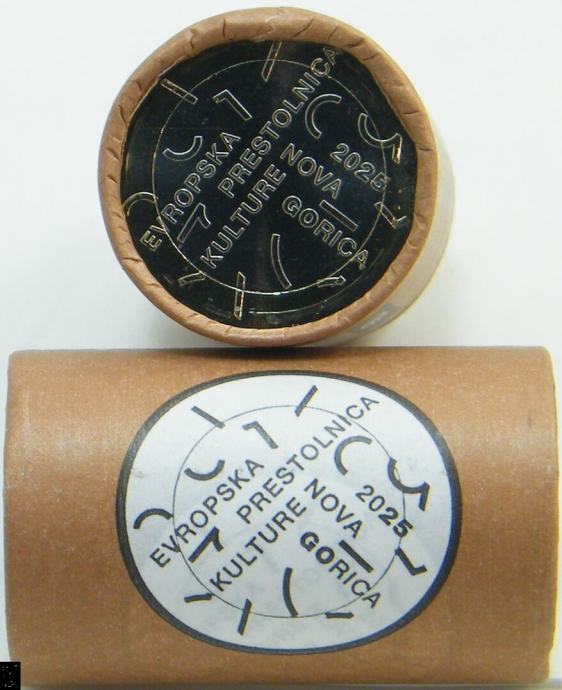 EVROPSKA
PRESTOLNICA
KULTURE NOVA
2025
GORICA
EVROPSKA
PRESTOLNICA
KULTURE NOVA
2025
GORICA